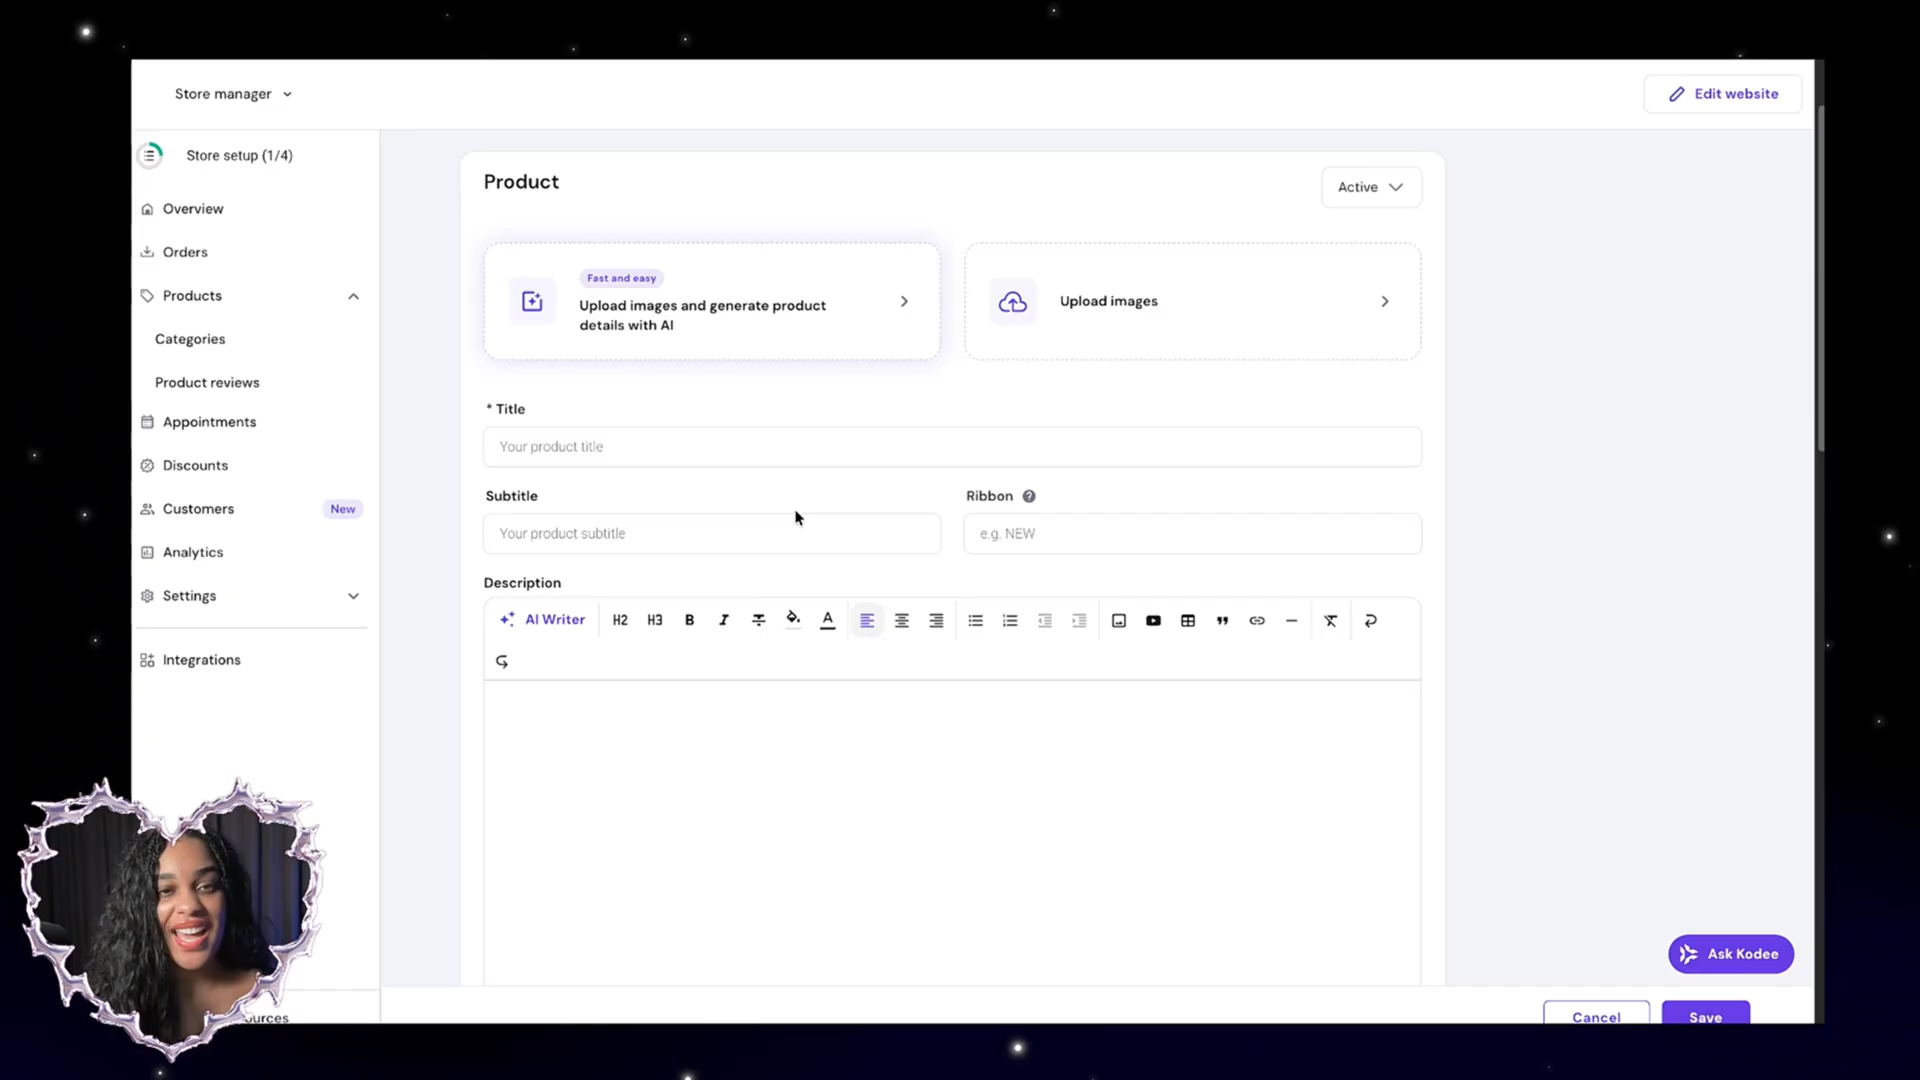 Store manager
Edit website
Store setup (1/4)
Overview
Orders
Products
Categories
Product reviews
Appointments
Discounts
Customers New
Analytics
Settings
Integrations
Product
Active
Fast and easy
Upload images and generate product
details with AI
Upload images
* Title
Your product title
Subtitle
Ribbon ?
Your product subtitle
e.g. NEW
Description
AI Writer H2 H3 B I A
Ask Kodee
Cancel
Save